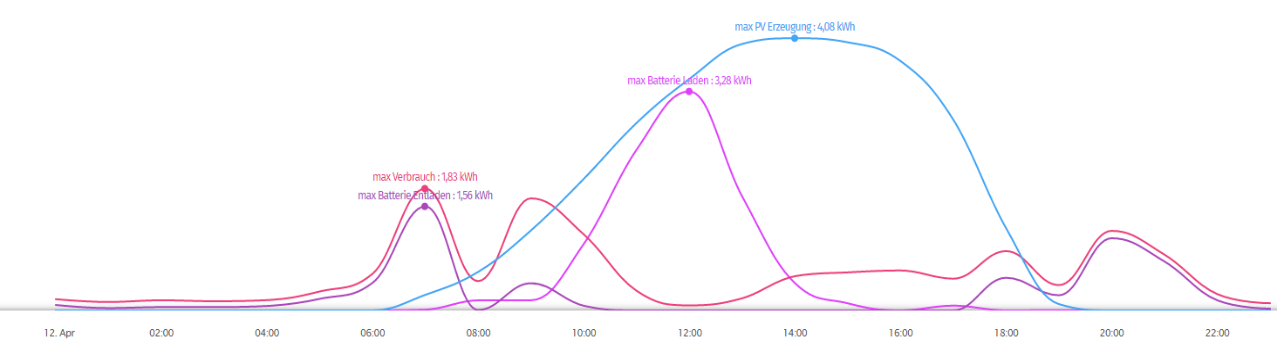 max PV Erzeugung : 4,08 kWh
max Batterie Laden : 3,28 kWh
max Verbrauch : 1,83 kWh
max Batterie Entladen : 1,56 kWh
12. Apr 02:00 04:00 06:00 08:00 10:00 12:00 14:00 16:00 18:00 20:00 22:00